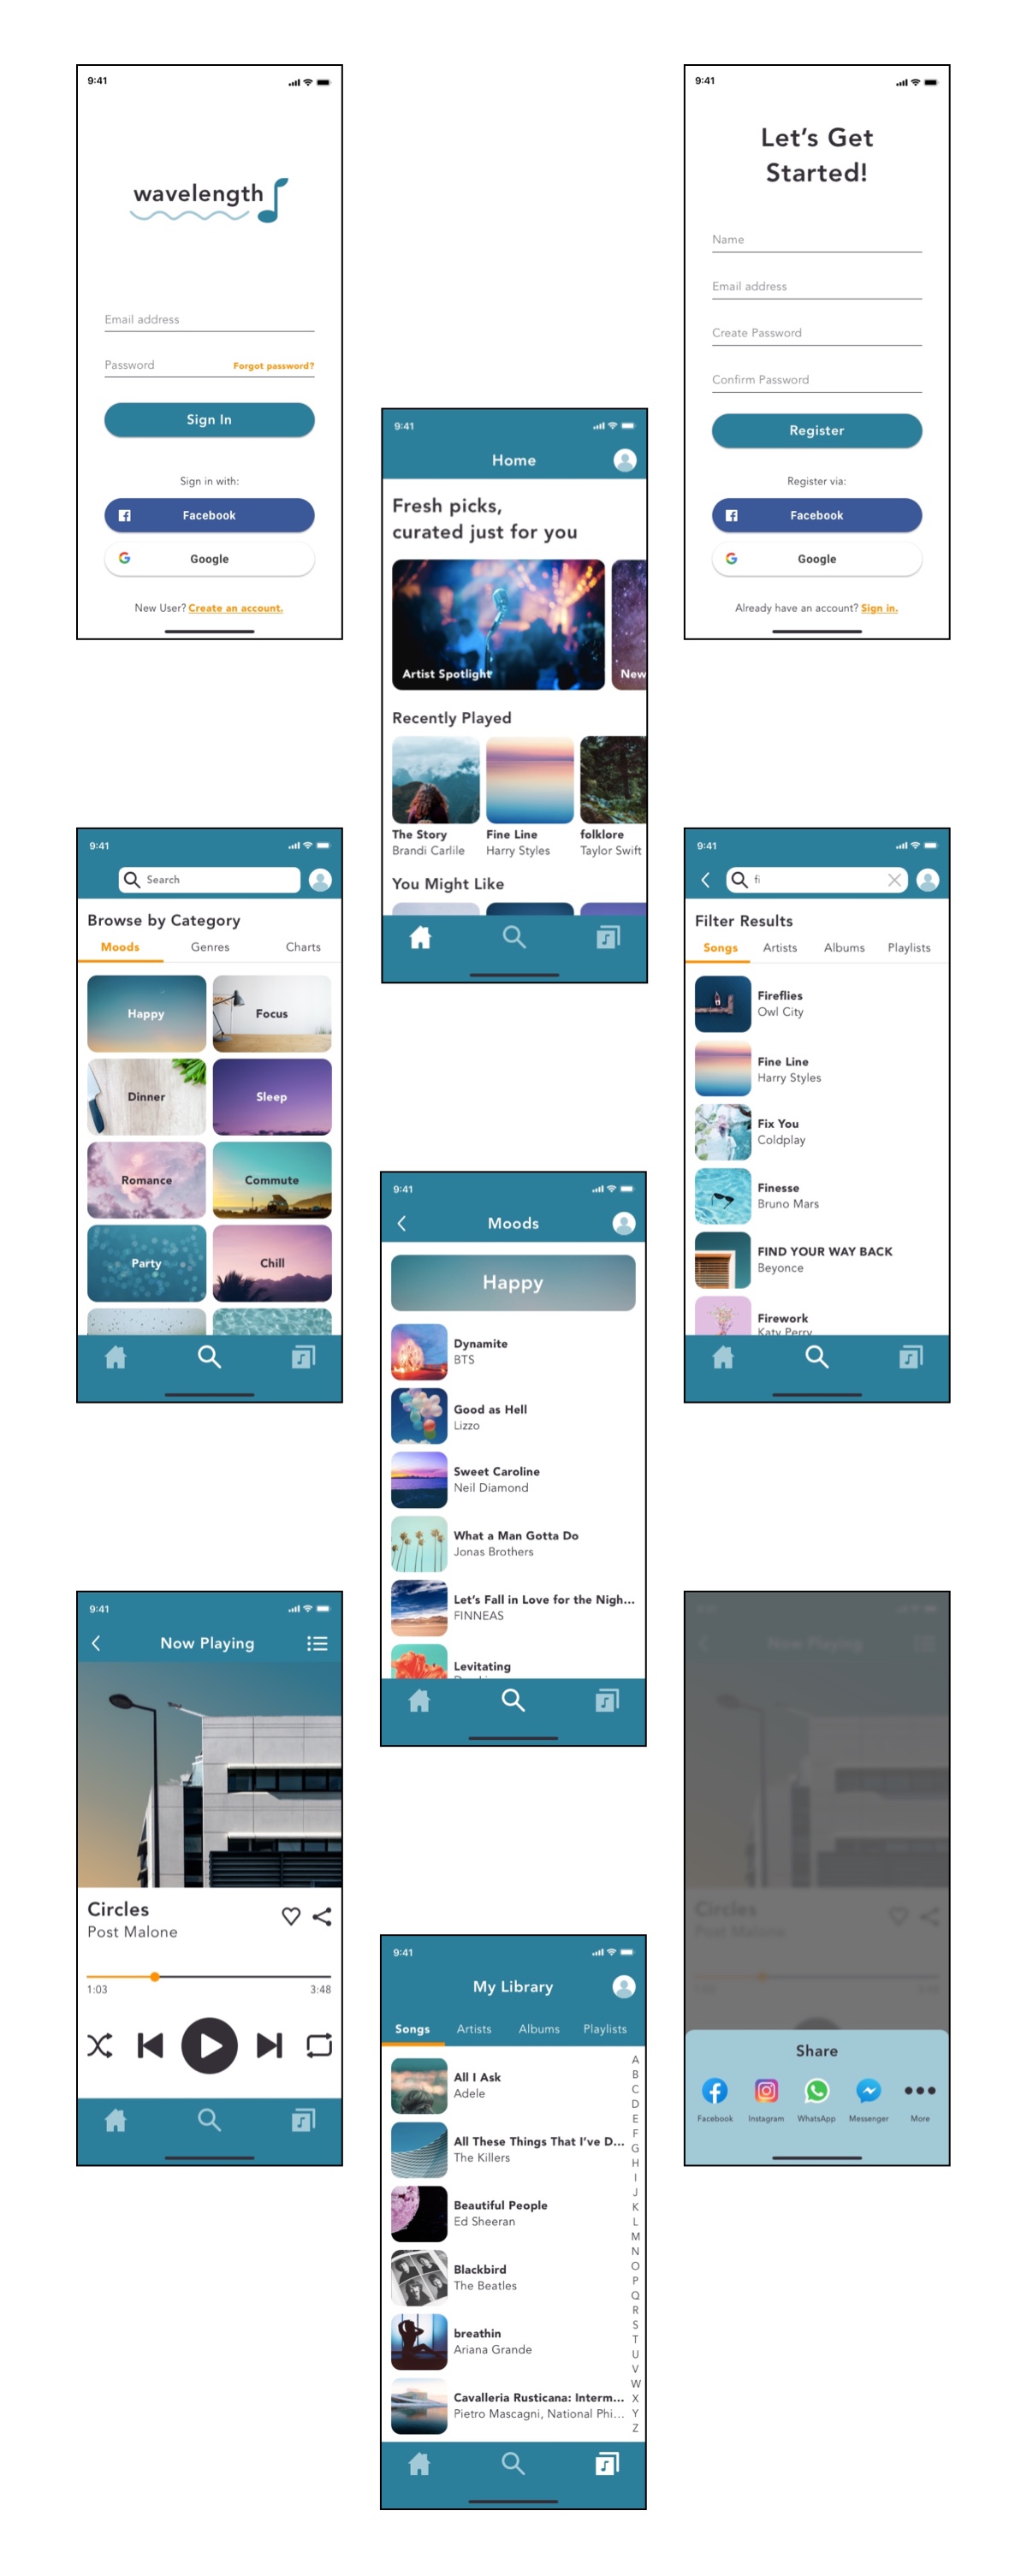 9:41
wavelength
Email address
Password
Forgot password?
Sign In
Sign in with:
Facebook
Google
New User? Create an account.
9:41
Let's Get
Started!
Name
Email address
Create Password
Confirm Password
Register
Register via:
Facebook
Google
Already have an account? Sign in.
9:41
Home
Fresh picks,
curated just for you
Artist Spotlight
New
Recently Played
The Story
Brandi Carlile
Fine Line
Harry Styles
folklore
Taylor Swift
You Might Like
9:41
Search
Browse by Category
Moods
Genres
Charts
Happy
Focus
Dinner
Sleep
Romance
Commute
Party
Chill
9:41
fi
Filter Results
Songs
Artists
Albums
Playlists
Fireflies
Owl City
Fine Line
Harry Styles
Fix You
Coldplay
Finesse
Bruno Mars
FIND YOUR WAY BACK
Beyonce
Firework
Katy Perry
9:41
Moods
Happy
Dynamite
BTS
Good as Hell
Lizzo
Sweet Caroline
Neil Diamond
What a Man Gotta Do
Jonas Brothers
Let's Fall in Love for the Nigh...
FINNEAS
Levitating
9:41
Now Playing
Circles
Post Malone
1:03
3:48
Now Playing
Circles
Post Malone
Share
Facebook
Instagram
WhatsApp
Messenger
More
9:41
My Library
Songs
Artists
Albums
Playlists
All I Ask
Adele
All These Things That I've D...
The Killers
Beautiful People
Ed Sheeran
Blackbird
The Beatles
breathin
Ariana Grande
Cavalleria Rusticana: Interm...
Pietro Mascagni, National Phi...
A
B
C
D
E
F
G
H
I
J
K
L
M
N
O
P
Q
R
S
T
U
V
W
X
Y
Z